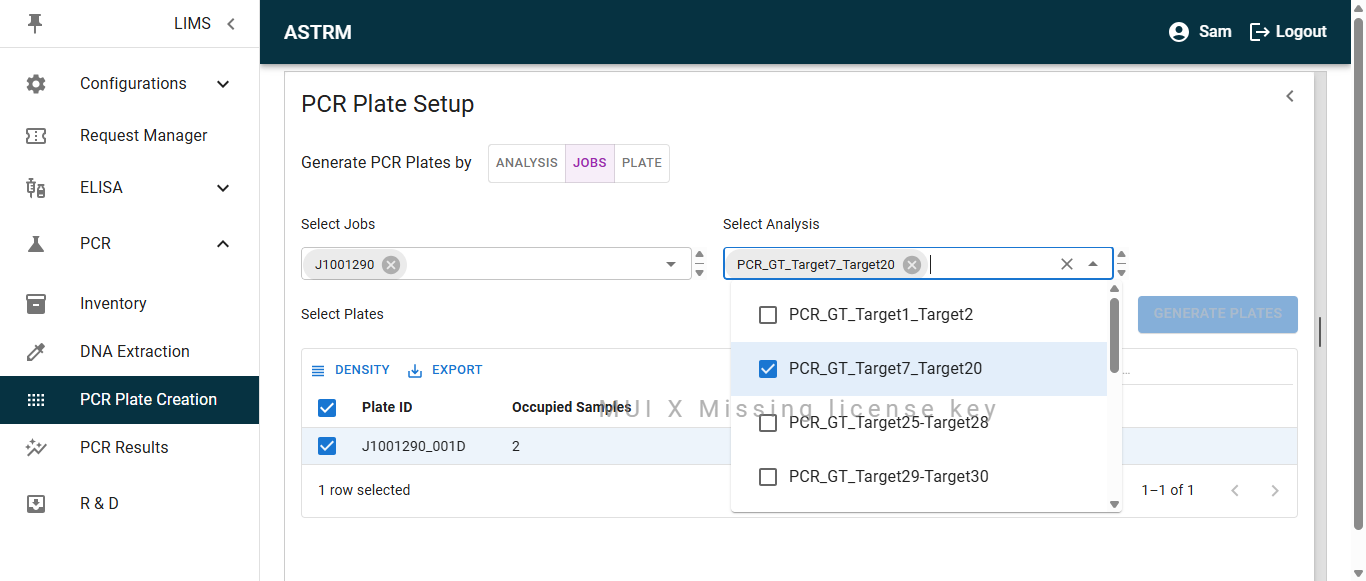 LIMS
ASTRM
Sam
Logout
Configurations
Request Manager
ELISA
PCR
Inventory
DNA Extraction
PCR Plate Creation
PCR Results
R & D
PCR Plate Setup
Generate PCR Plates by
ANALYSIS
JOBS
PLATE
Select Jobs
Select Analysis
J1001290
PCR_GT_Target7_Target20
Select Plates
GENERATE PLATES
PCR_GT_Target1_Target2
PCR_GT_Target7_Target20
PCR_GT_Target25-Target28
PCR_GT_Target29-Target30
DENSITY
EXPORT
...
Plate ID
Occupied Samples
MUI X Missing license key
J1001290_001D
2
1 row selected
1–1 of 1